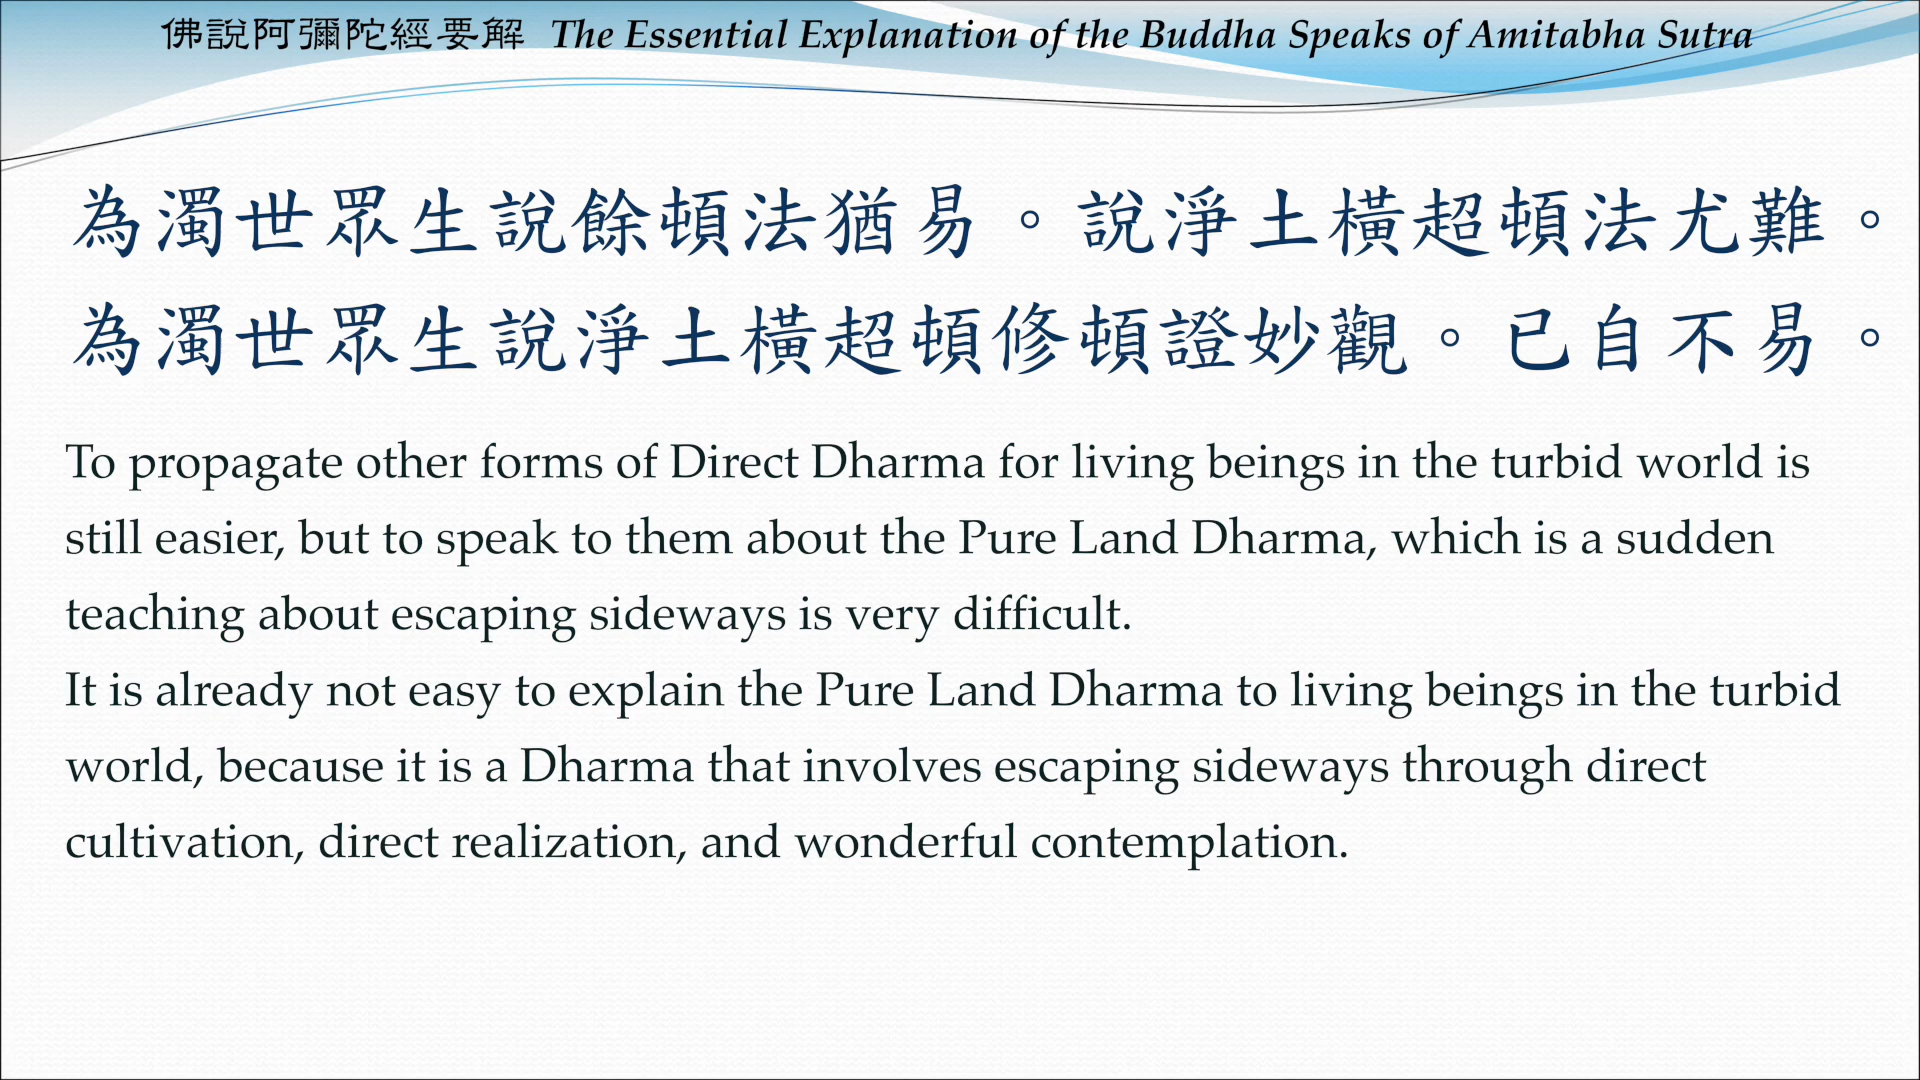 佛說阿彌陀經要解 The Essential Explanation of the Buddha Speaks of Amitabha Sutra
為濁世眾生說餘頓法猶易。說淨土橫超頓法尤難。
為濁世眾生說淨土橫超頓修頓證妙觀。已自不易。
To propagate other forms of Direct Dharma for living beings in the turbid world is
still easier, but to speak to them about the Pure Land Dharma, which is a sudden
teaching about escaping sideways is very difficult.
It is already not easy to explain the Pure Land Dharma to living beings in the turbid
world, because it is a Dharma that involves escaping sideways through direct
cultivation, direct realization, and wonderful contemplation.